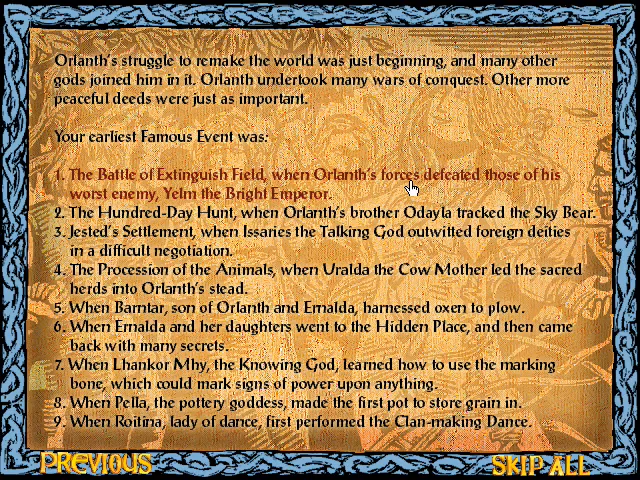 Orlanth's struggle to remake the world was just beginning, and many other
gods joined him in it. Orlanth undertook many wars of conquest. Other more
peaceful deeds were just as important.
Your earliest Famous Event was:
1. The Battle of Extinguish Field, when Orlanth's forces defeated those of his
worst enemy, Yelm the Bright Emperor.
2. The Hundred-Day Hunt, when Orlanth's brother Odayla tracked the Sky Bear.
3. Jested's Settlement, when Issaries the Talking God outwitted foreign deities
in a difficult negotiation.
4. The Procession of the Animals, when Uralda the Cow Mother led the sacred
herds into Orlanth's stead.
5. When Barntar, son of Orlanth and Ernalda, harnessed oxen to plow.
6. When Ernalda and her daughters went to the Hidden Place, and then came
back with many secrets.
7. When Lhankor Mhy, the Knowing God, learned how to use the marking
bone, which could mark signs of power upon anything.
8. When Pella, the pottery goddess, made the first pot to store grain in.
9. When Roitina, lady of dance, first performed the Clan-making Dance.
PREVIOUS
SKIP ALL